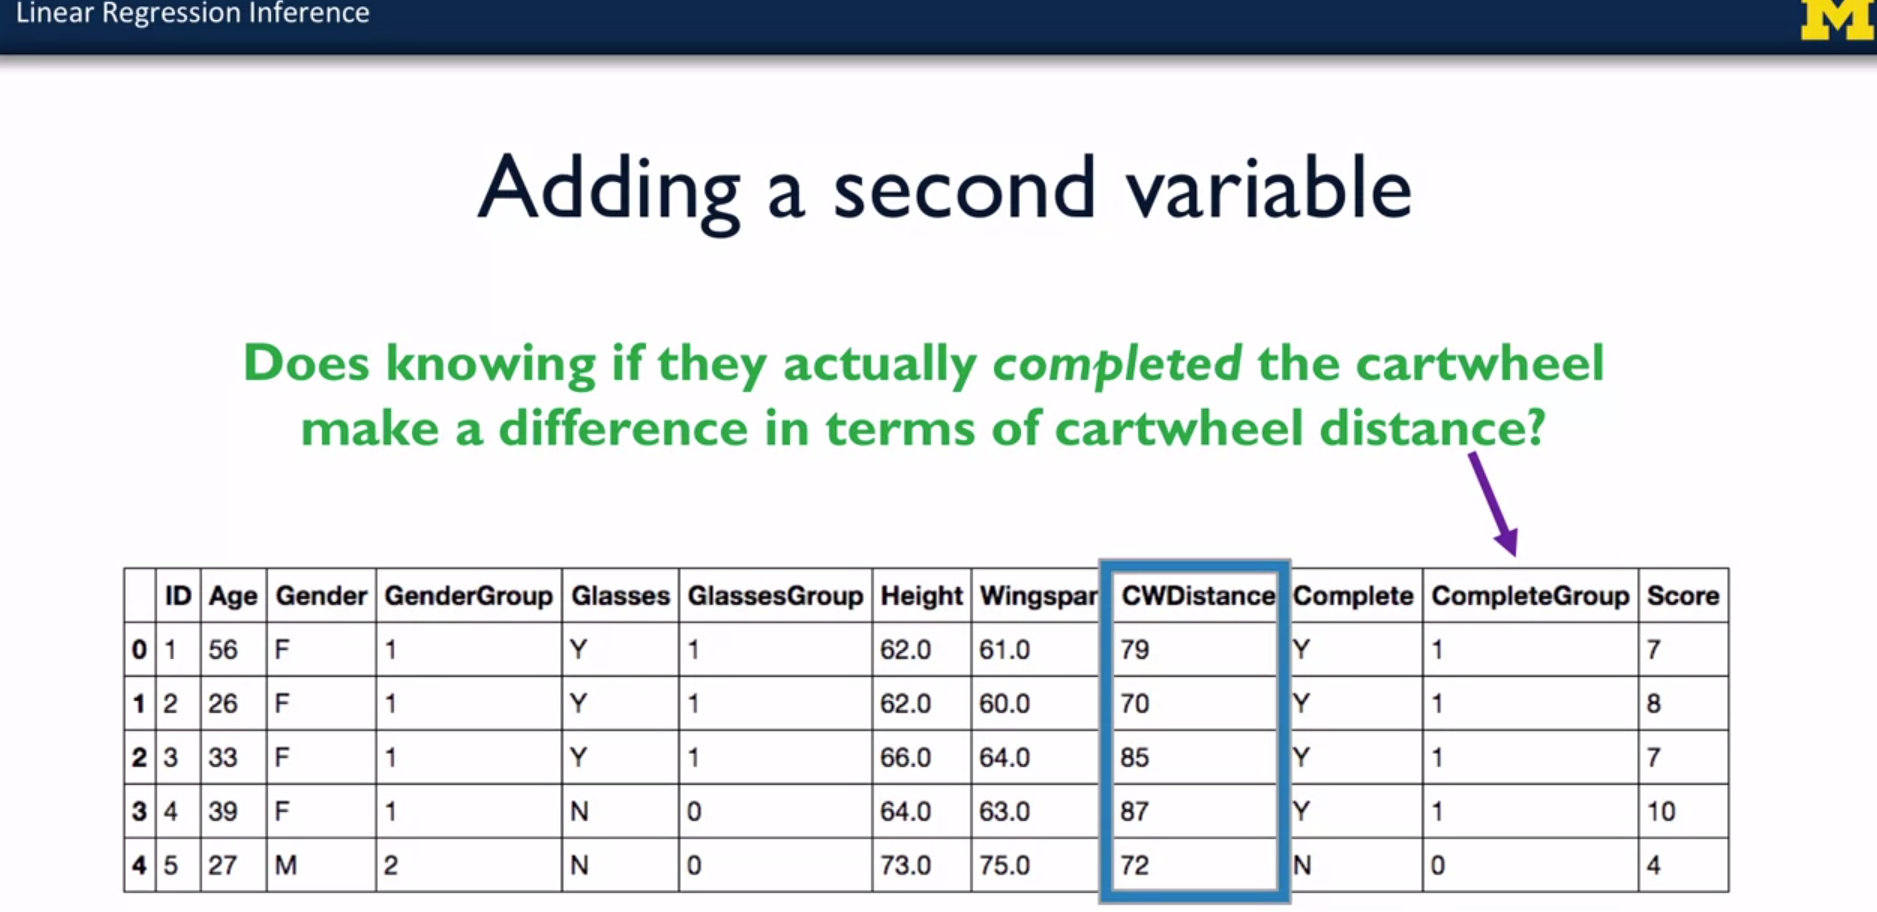 Linear Regression Inference
M
Adding a second variable
Does knowing if they actually completed the cartwheel
make a difference in terms of cartwheel distance?
ID Age Gender GenderGroup Glasses GlassesGroup Height Wingspan CWDistance Complete CompleteGroup Score
0 1 56 F 1 Y 1 62.0 61.0 79 Y 1 7
1 2 26 F 1 Y 1 62.0 60.0 70 Y 1 8
2 3 33 F 1 Y 1 66.0 64.0 85 Y 1 7
3 4 39 F 1 N 0 64.0 63.0 87 Y 1 10
4 5 27 M 2 N 0 73.0 75.0 72 N 0 4